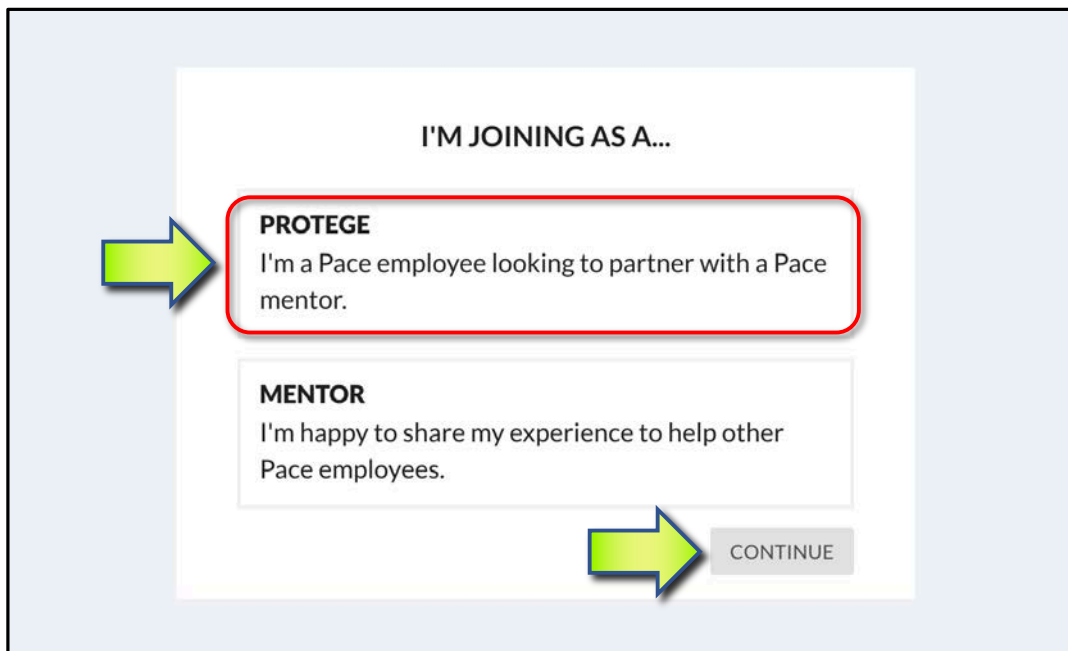 I'M JOINING AS A...
PROTEGE
I'm a Pace employee looking to partner with a Pace
mentor.
MENTOR
I'm happy to share my experience to help other
Pace employees.
CONTINUE